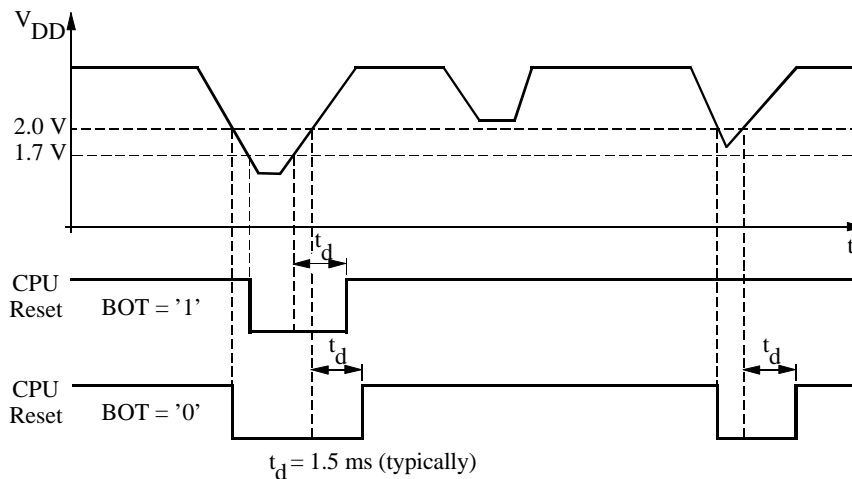 VDD
2.0 V
1.7 V
t
td
CPU
Reset
BOT = '1'
td
td
CPU
Reset
BOT = '0'
td = 1.5 ms (typically)